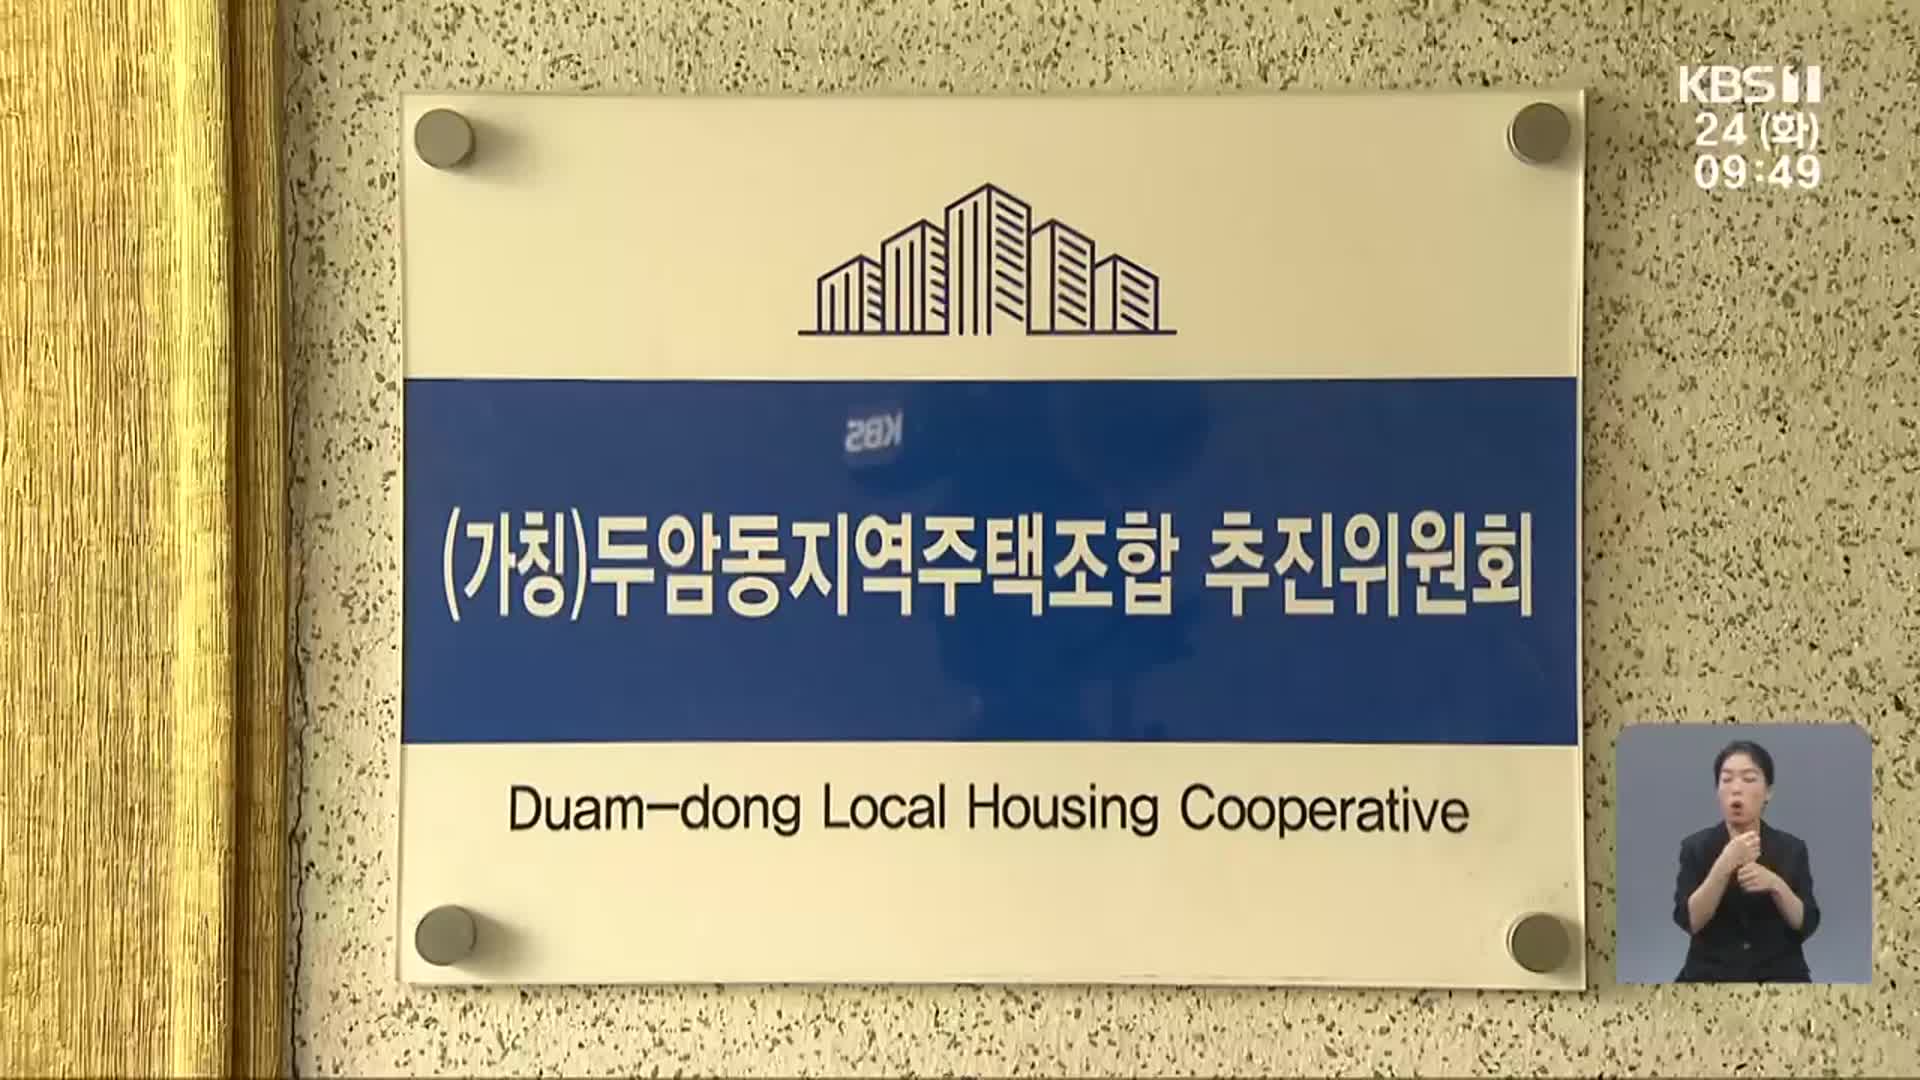 KBS 1
24 (화)
09:49
KBS
(가칭)두암동지역주택조합 추진위원회
Duam-dong Local Housing Cooperative